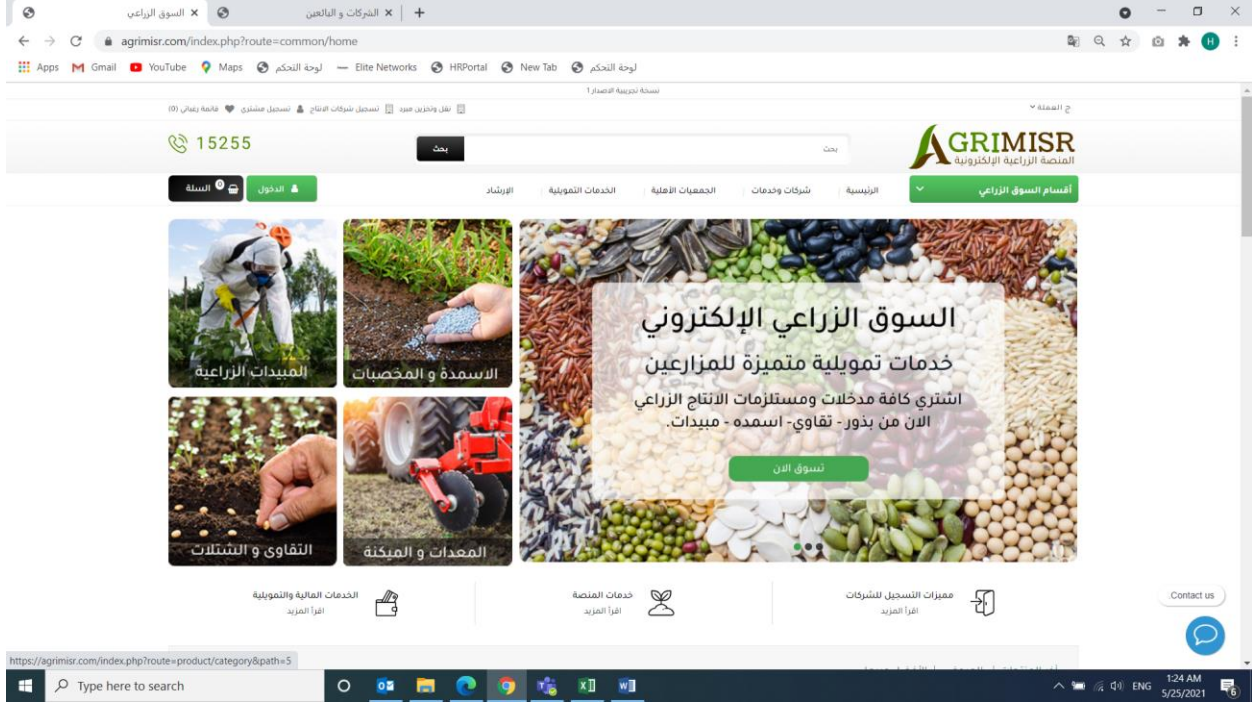 السوق الزراعي
الشركات و البائعين
agrimisr.com/index.php?route=common/home
H
Apps
Gmail
YouTube
Maps
لوحة التحكم
Elite Networks
HRPortal
New Tab
لوحة التحكم
نسخة تجريبية الاصدار 1
ج العملة
قائمة رغباتي (0)
تسجيل مشتري
تسجيل شركات الانتاج
نقل وتخزين مبرد
AGRIMISR
المنصة الزراعية الإلكترونية
بحث
بحث
15255
أقسام السوق الزراعي
الرئيسية
شركات وخدمات
الجمعيات الأهلية
الخدمات التمويلية
الإرشاد
الدخول
0 السلة
السوق الزراعي الإلكتروني
خدمات تمويلية متميزة للمزارعين
اشتري كافة مدخلات ومستلزمات الانتاج الزراعي
الان من بذور - تقاوي- اسمده - مبيدات.
تسوق الان
الاسمدة و المخصبات
المبيدات الزراعية
المعدات و الميكنة
التقاوى و الشتلات
مميزات التسجيل للشركات
اقرأ المزيد
خدمات المنصة
اقرأ المزيد
الخدمات المالية والتمويلية
اقرأ المزيد
Contact us
https://agrimisr.com/index.php?route=product/category&path=5
Type here to search
ENG
1:24 AM
5/25/2021
6